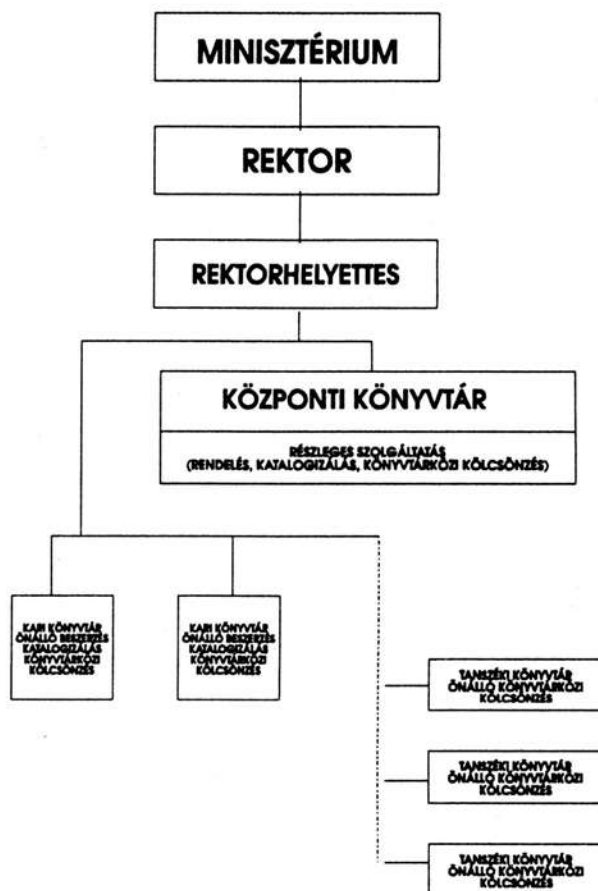 MINISZTÉRIUM
REKTOR
REKTORHELYETTES
KÖZPONTI KÖNYVTÁR
RÉSZLEGES SZOLGÁLTATÁS
(RENDELÉS, KATALOGIZÁLÁS, KÖNYVTÁRKÖZI KÖLCSÖNZÉS)
KARI KÖNYVTÁR
ÖNÁLLÓ BESZERZÉS
KATALOGIZÁLÁS
KÖNYVTÁRKÖZI
KÖLCSÖNZÉS
KARI KÖNYVTÁR
ÖNÁLLÓ BESZERZÉS
KATALOGIZÁLÁS
KÖNYVTÁRKÖZI
KÖLCSÖNZÉS
TANSZÉKI KÖNYVTÁR
ÖNÁLLÓ KÖNYVTÁRKÖZI
KÖLCSÖNZÉS
TANSZÉKI KÖNYVTÁR
ÖNÁLLÓ KÖNYVTÁRKÖZI
KÖLCSÖNZÉS
TANSZÉKI KÖNYVTÁR
ÖNÁLLÓ KÖNYVTÁRKÖZI
KÖLCSÖNZÉS